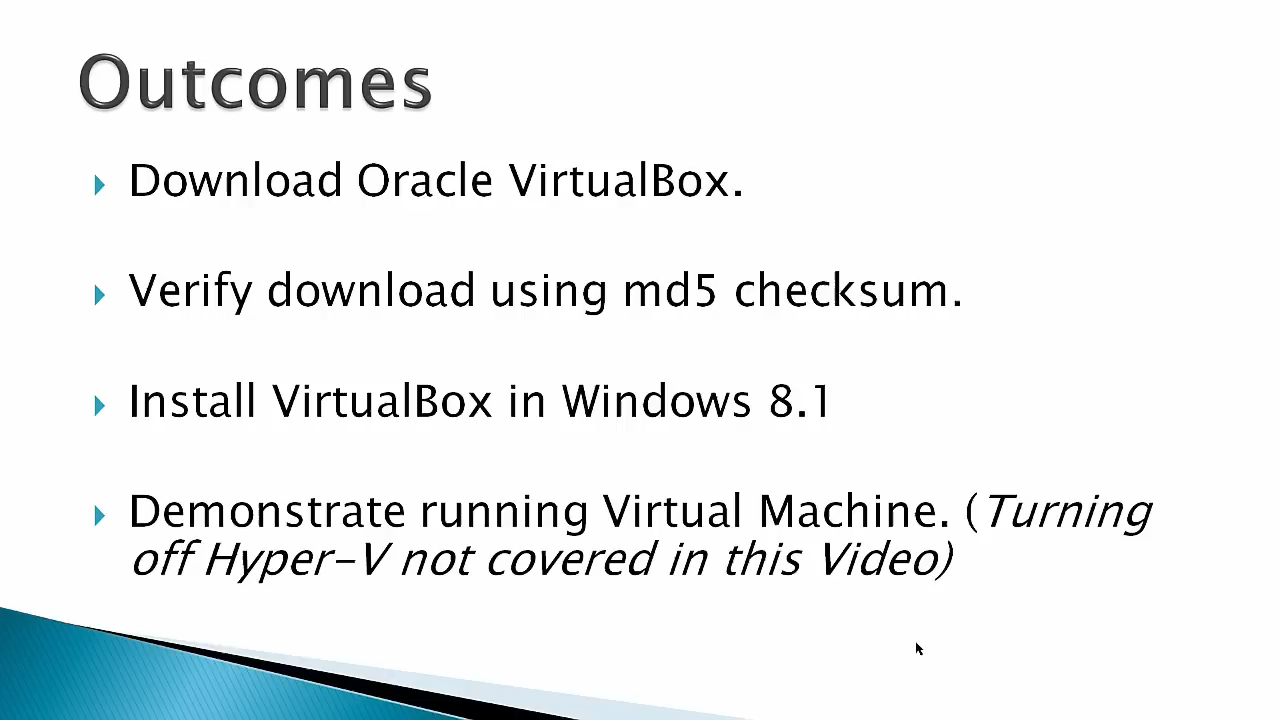 Outcomes
Download Oracle VirtualBox.
Verify download using md5 checksum.
Install VirtualBox in Windows 8.1
Demonstrate running Virtual Machine. (Turning
off Hyper-V not covered in this Video)